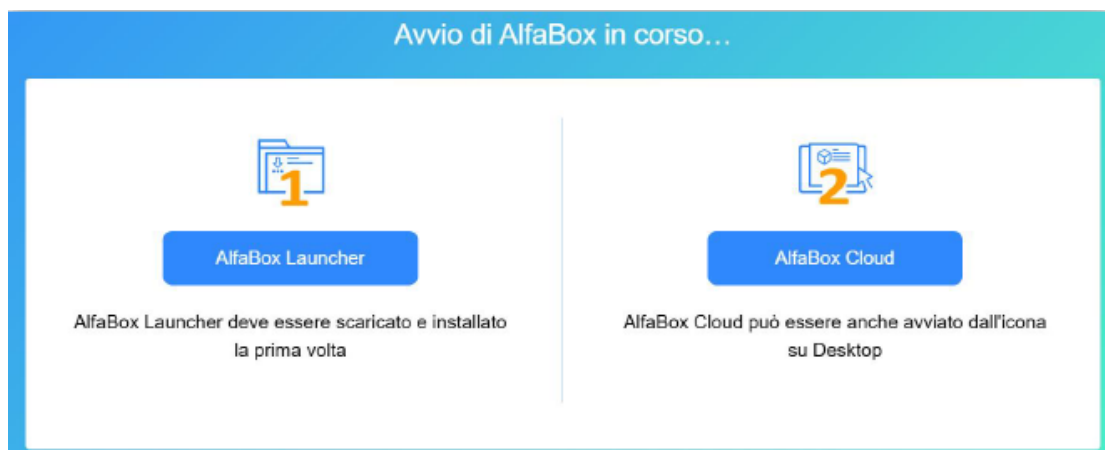 Avvio di AlfaBox in corso...
1
AlfaBox Launcher
AlfaBox Launcher deve essere scaricato e installato
la prima volta
2
AlfaBox Cloud
AlfaBox Cloud può essere anche avviato dall'icona
su Desktop